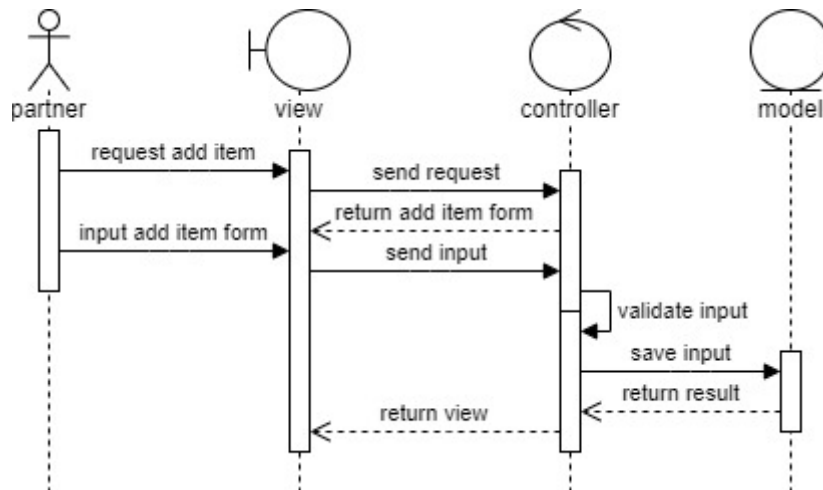 partner
view
controller
model
request add item
send request
return add item form
input add item form
send input
validate input
save input
return result
return view